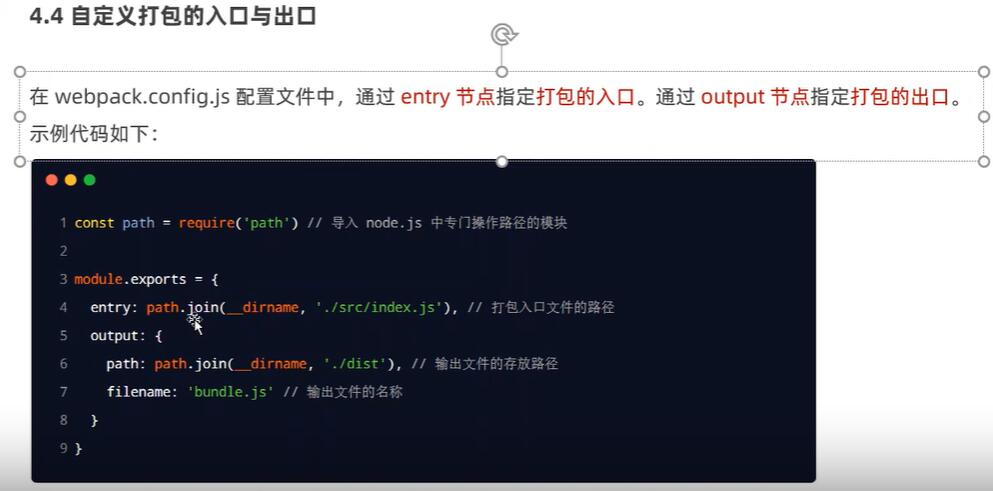 4.4 自定义打包的入口与出口
在 webpack.config.js 配置文件中，通过 entry 节点指定打包的入口。通过 output 节点指定打包的出口。
示例代码如下：
1 const path = require('path') // 导入 node.js 中专门操作路径的模块
2
3 module.exports = {
4   entry: path.join(__dirname, './src/index.js'), // 打包入口文件的路径
5   output: {
6     path: path.join(__dirname, './dist'), // 输出文件的存放路径
7     filename: 'bundle.js' // 输出文件的名称
8   }
9 }